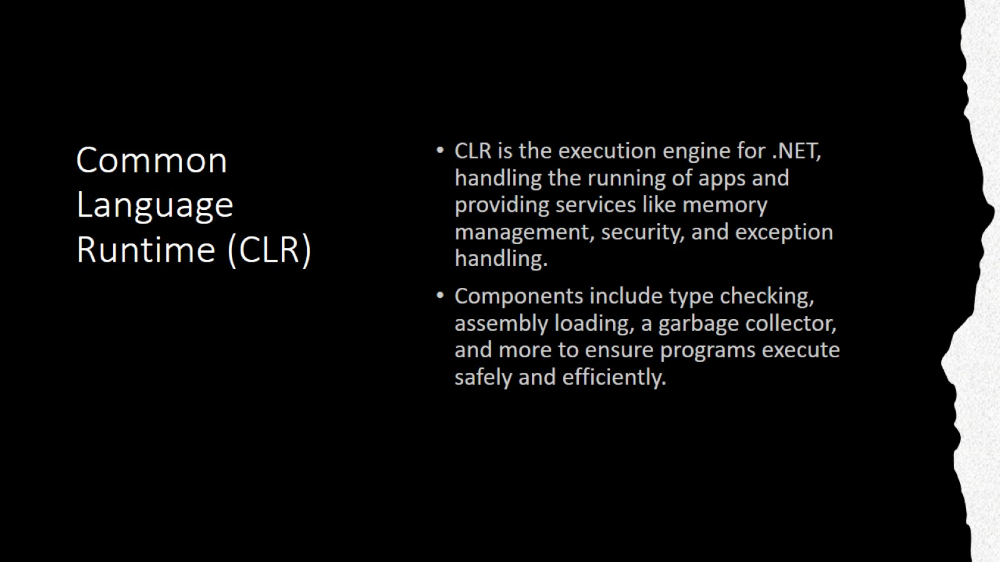 Common
Language
Runtime (CLR)
• CLR is the execution engine for .NET,
handling the running of apps and
providing services like memory
management, security, and exception
handling.
• Components include type checking,
assembly loading, a garbage collector,
and more to ensure programs execute
safely and efficiently.